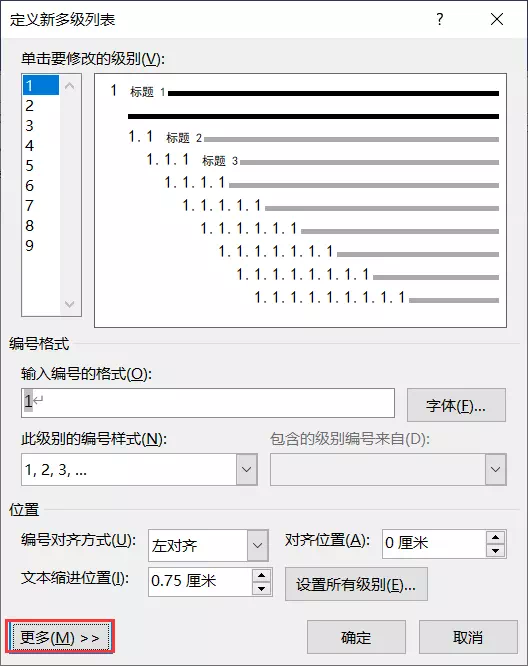 定义新多级列表 ?
单击要修改的级别(V):
1
2
3
4
5
6
7
8
9
1 标题 1
1.1 标题 2
1.1.1 标题 3
1.1.1.1
1.1.1.1.1
1.1.1.1.1.1
1.1.1.1.1.1.1
1.1.1.1.1.1.1.1
1.1.1.1.1.1.1.1.1
编号格式
输入编号的格式(O):
1↵ 字体(F)...
此级别的编号样式(N): 包含的级别编号来自(D):
1, 2, 3, ...
位置
编号对齐方式(U): 左对齐 对齐位置(A): 0 厘米
文本缩进位置(I): 0.75 厘米 设置所有级别(E)...
更多(M) >> 确定 取消